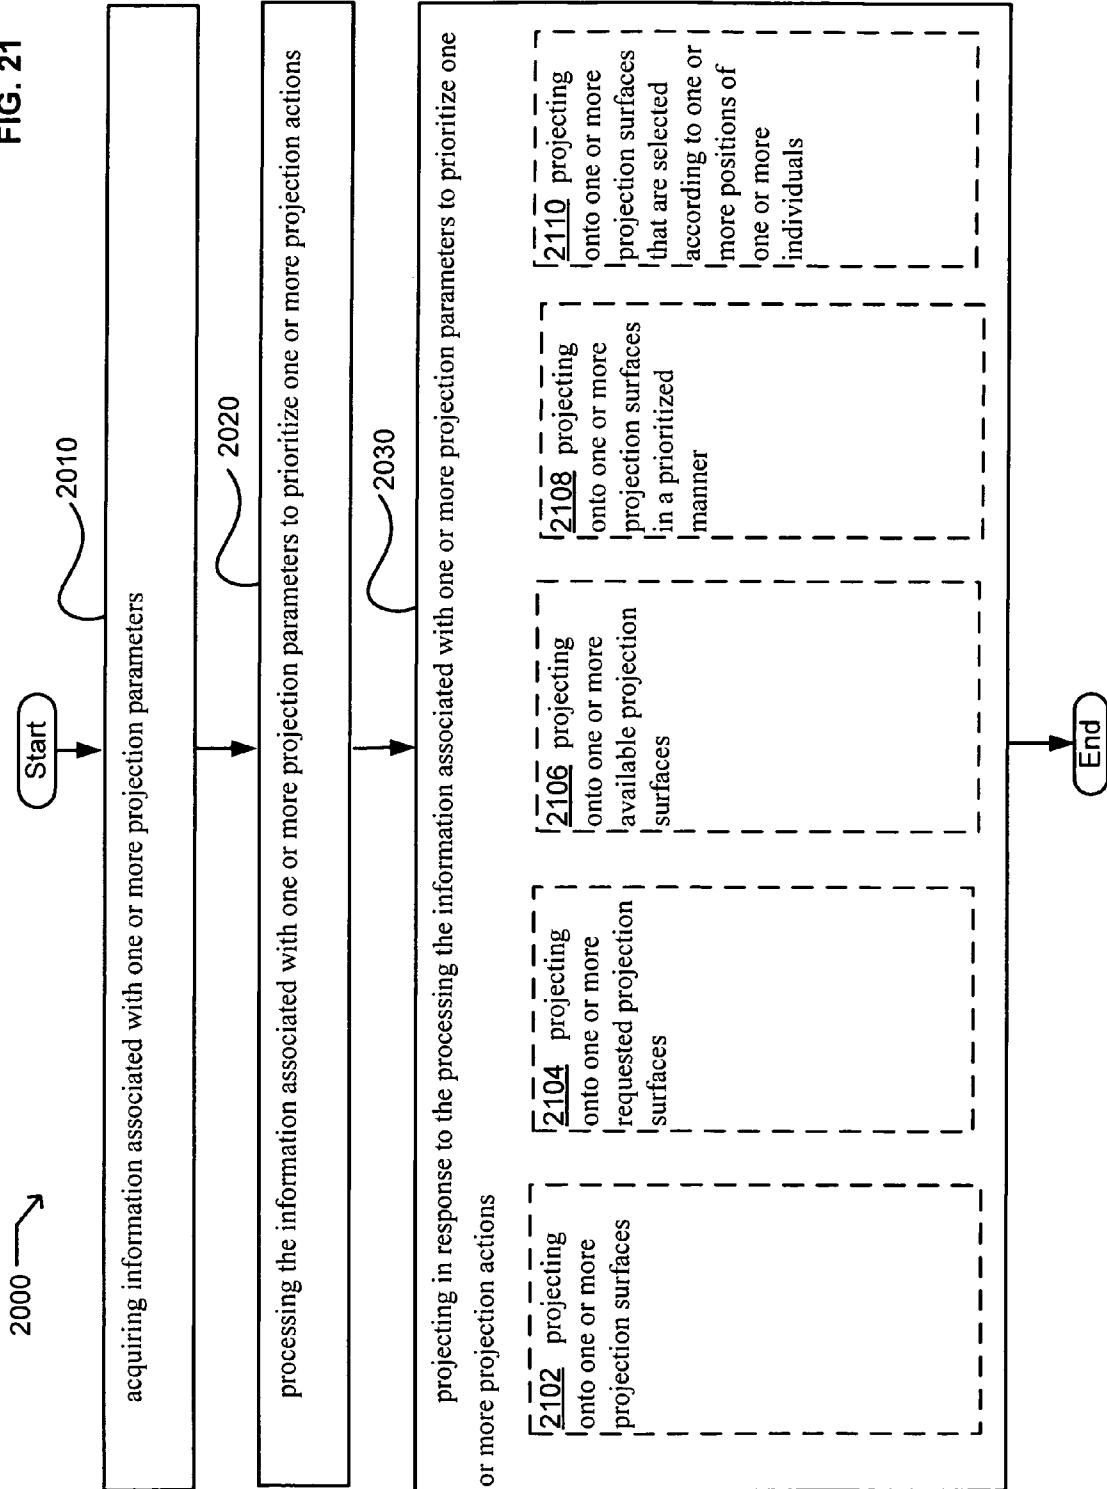 FIG. 21
2000
Start
2010
acquiring information associated with one or more projection parameters
2020
processing the information associated with one or more projection parameters to prioritize one or more projection actions
2030
projecting in response to the processing the information associated with one or more projection parameters to prioritize one
or more projection actions
2102 projecting
onto one or more
projection surfaces
2104 projecting
onto one or more
requested projection
surfaces
2106 projecting
onto one or more
available projection
surfaces
2108 projecting
onto one or more
projection surfaces
in a prioritized
manner
2110 projecting
onto one or more
projection surfaces
that are selected
according to one or
more positions of
one or more
individuals
End